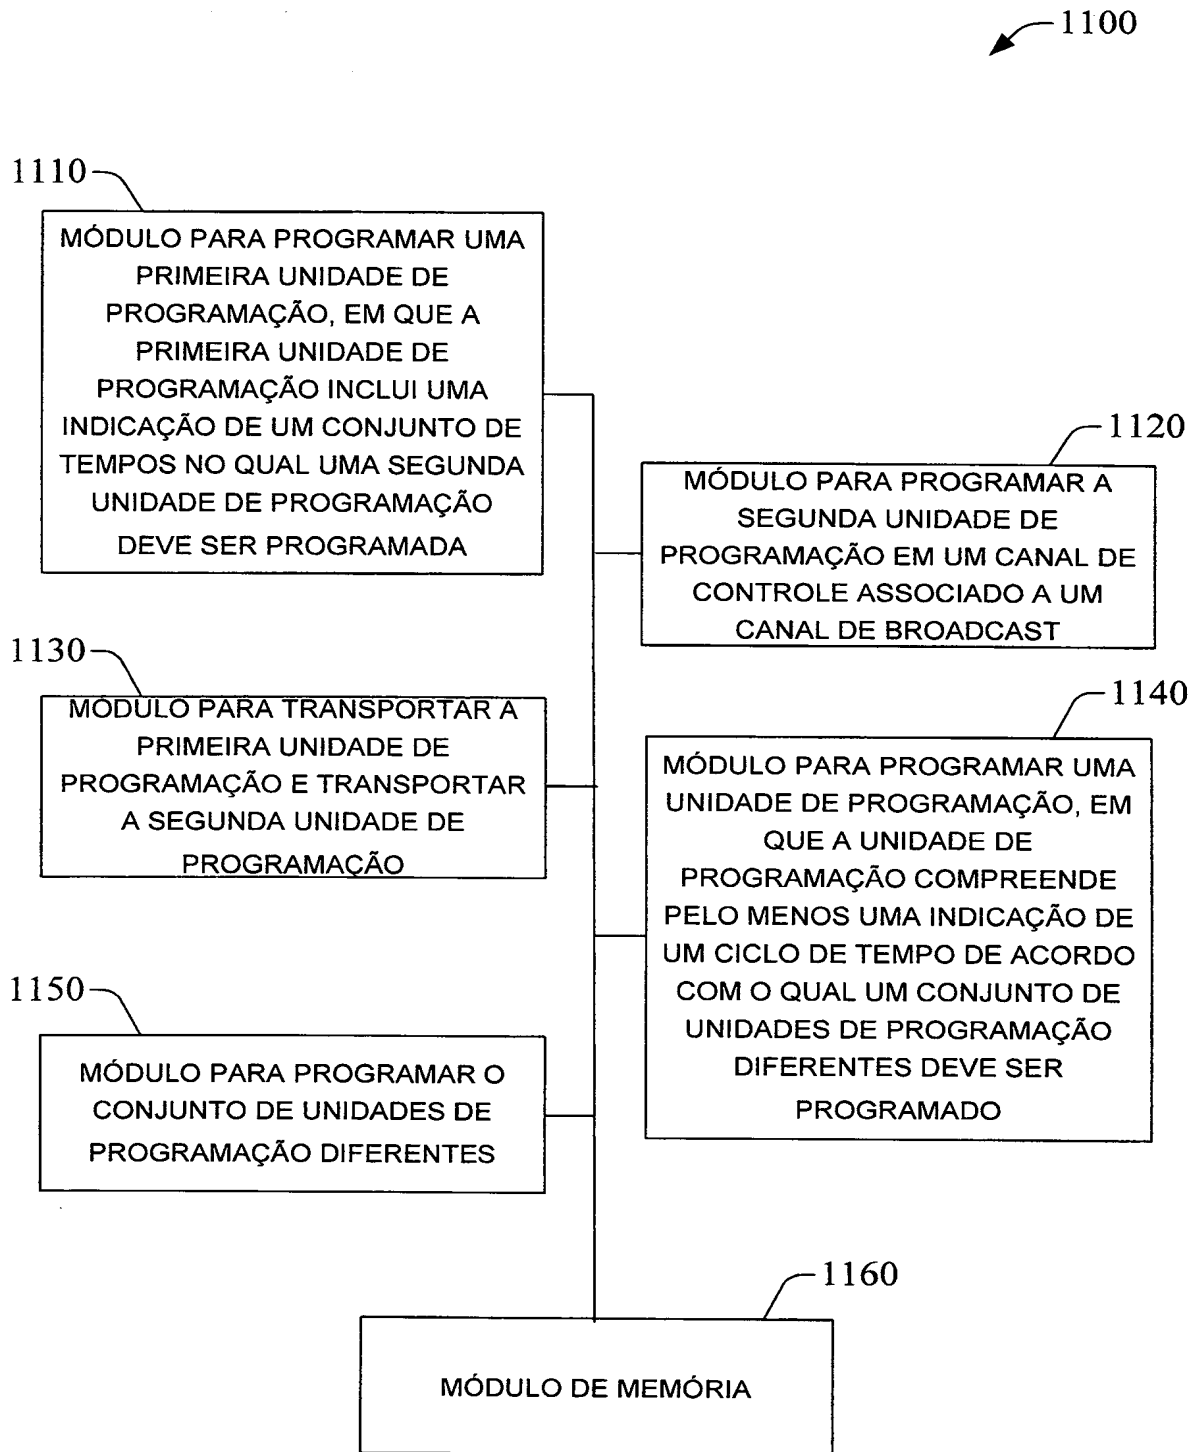 1100
1110
MÓDULO PARA PROGRAMAR UMA
PRIMEIRA UNIDADE DE
PROGRAMAÇÃO, EM QUE A
PRIMEIRA UNIDADE DE
PROGRAMAÇÃO INCLUI UMA
INDICAÇÃO DE UM CONJUNTO DE
TEMPOS NO QUAL UMA SEGUNDA
UNIDADE DE PROGRAMAÇÃO
DEVE SER PROGRAMADA
1120
MÓDULO PARA PROGRAMAR A
SEGUNDA UNIDADE DE
PROGRAMAÇÃO EM UM CANAL DE
CONTROLE ASSOCIADO A UM
CANAL DE BROADCAST
1130
MÓDULO PARA TRANSPORTAR A
PRIMEIRA UNIDADE DE
PROGRAMAÇÃO E TRANSPORTAR
A SEGUNDA UNIDADE DE
PROGRAMAÇÃO
1140
MÓDULO PARA PROGRAMAR UMA
UNIDADE DE PROGRAMAÇÃO, EM
QUE A UNIDADE DE
PROGRAMAÇÃO COMPREENDE
PELO MENOS UMA INDICAÇÃO DE
UM CICLO DE TEMPO DE ACORDO
COM O QUAL UM CONJUNTO DE
UNIDADES DE PROGRAMAÇÃO
DIFERENTES DEVE SER
PROGRAMADO
1150
MÓDULO PARA PROGRAMAR O
CONJUNTO DE UNIDADES DE
PROGRAMAÇÃO DIFERENTES
1160
MÓDULO DE MEMÓRIA